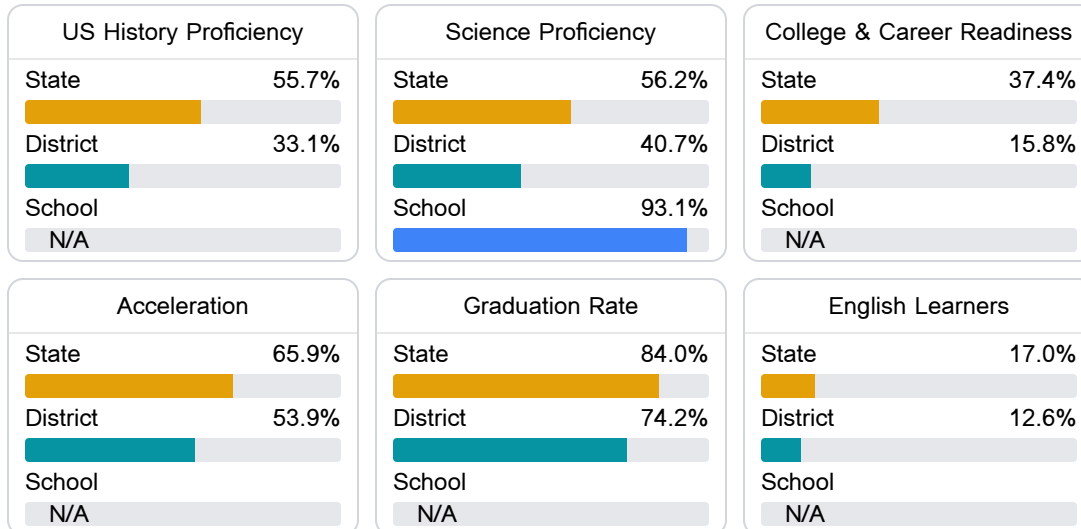 US History Proficiency
State 55.7%
District 33.1%
School
N/A
Science Proficiency
State 56.2%
District 40.7%
School 93.1%
College & Career Readiness
State 37.4%
District 15.8%
School
N/A
Acceleration
State 65.9%
District 53.9%
School
N/A
Graduation Rate
State 84.0%
District 74.2%
School
N/A
English Learners
State 17.0%
District 12.6%
School
N/A